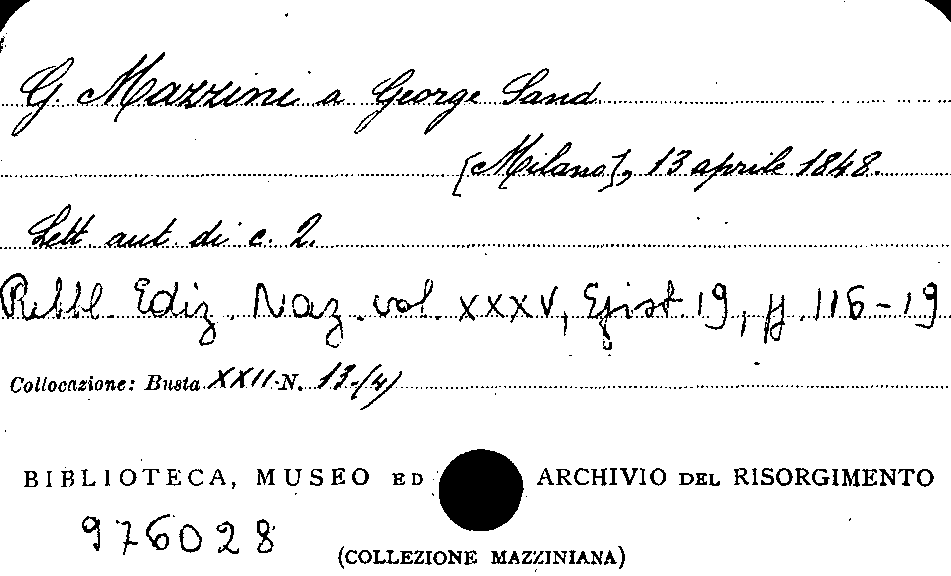 G. Mazzini a George Sand
[Milano], 13 aprile 1848.
Lett. aut. di c. 2.
Pubbl. Ediz. Naz. vol. XXXV, Epist. 19, pp. 116-19
Collocazione: Busta XXII N. 13-(4)
BIBLIOTECA, MUSEO ED ARCHIVIO DEL RISORGIMENTO
976028
(COLLEZIONE MAZZINIANA)